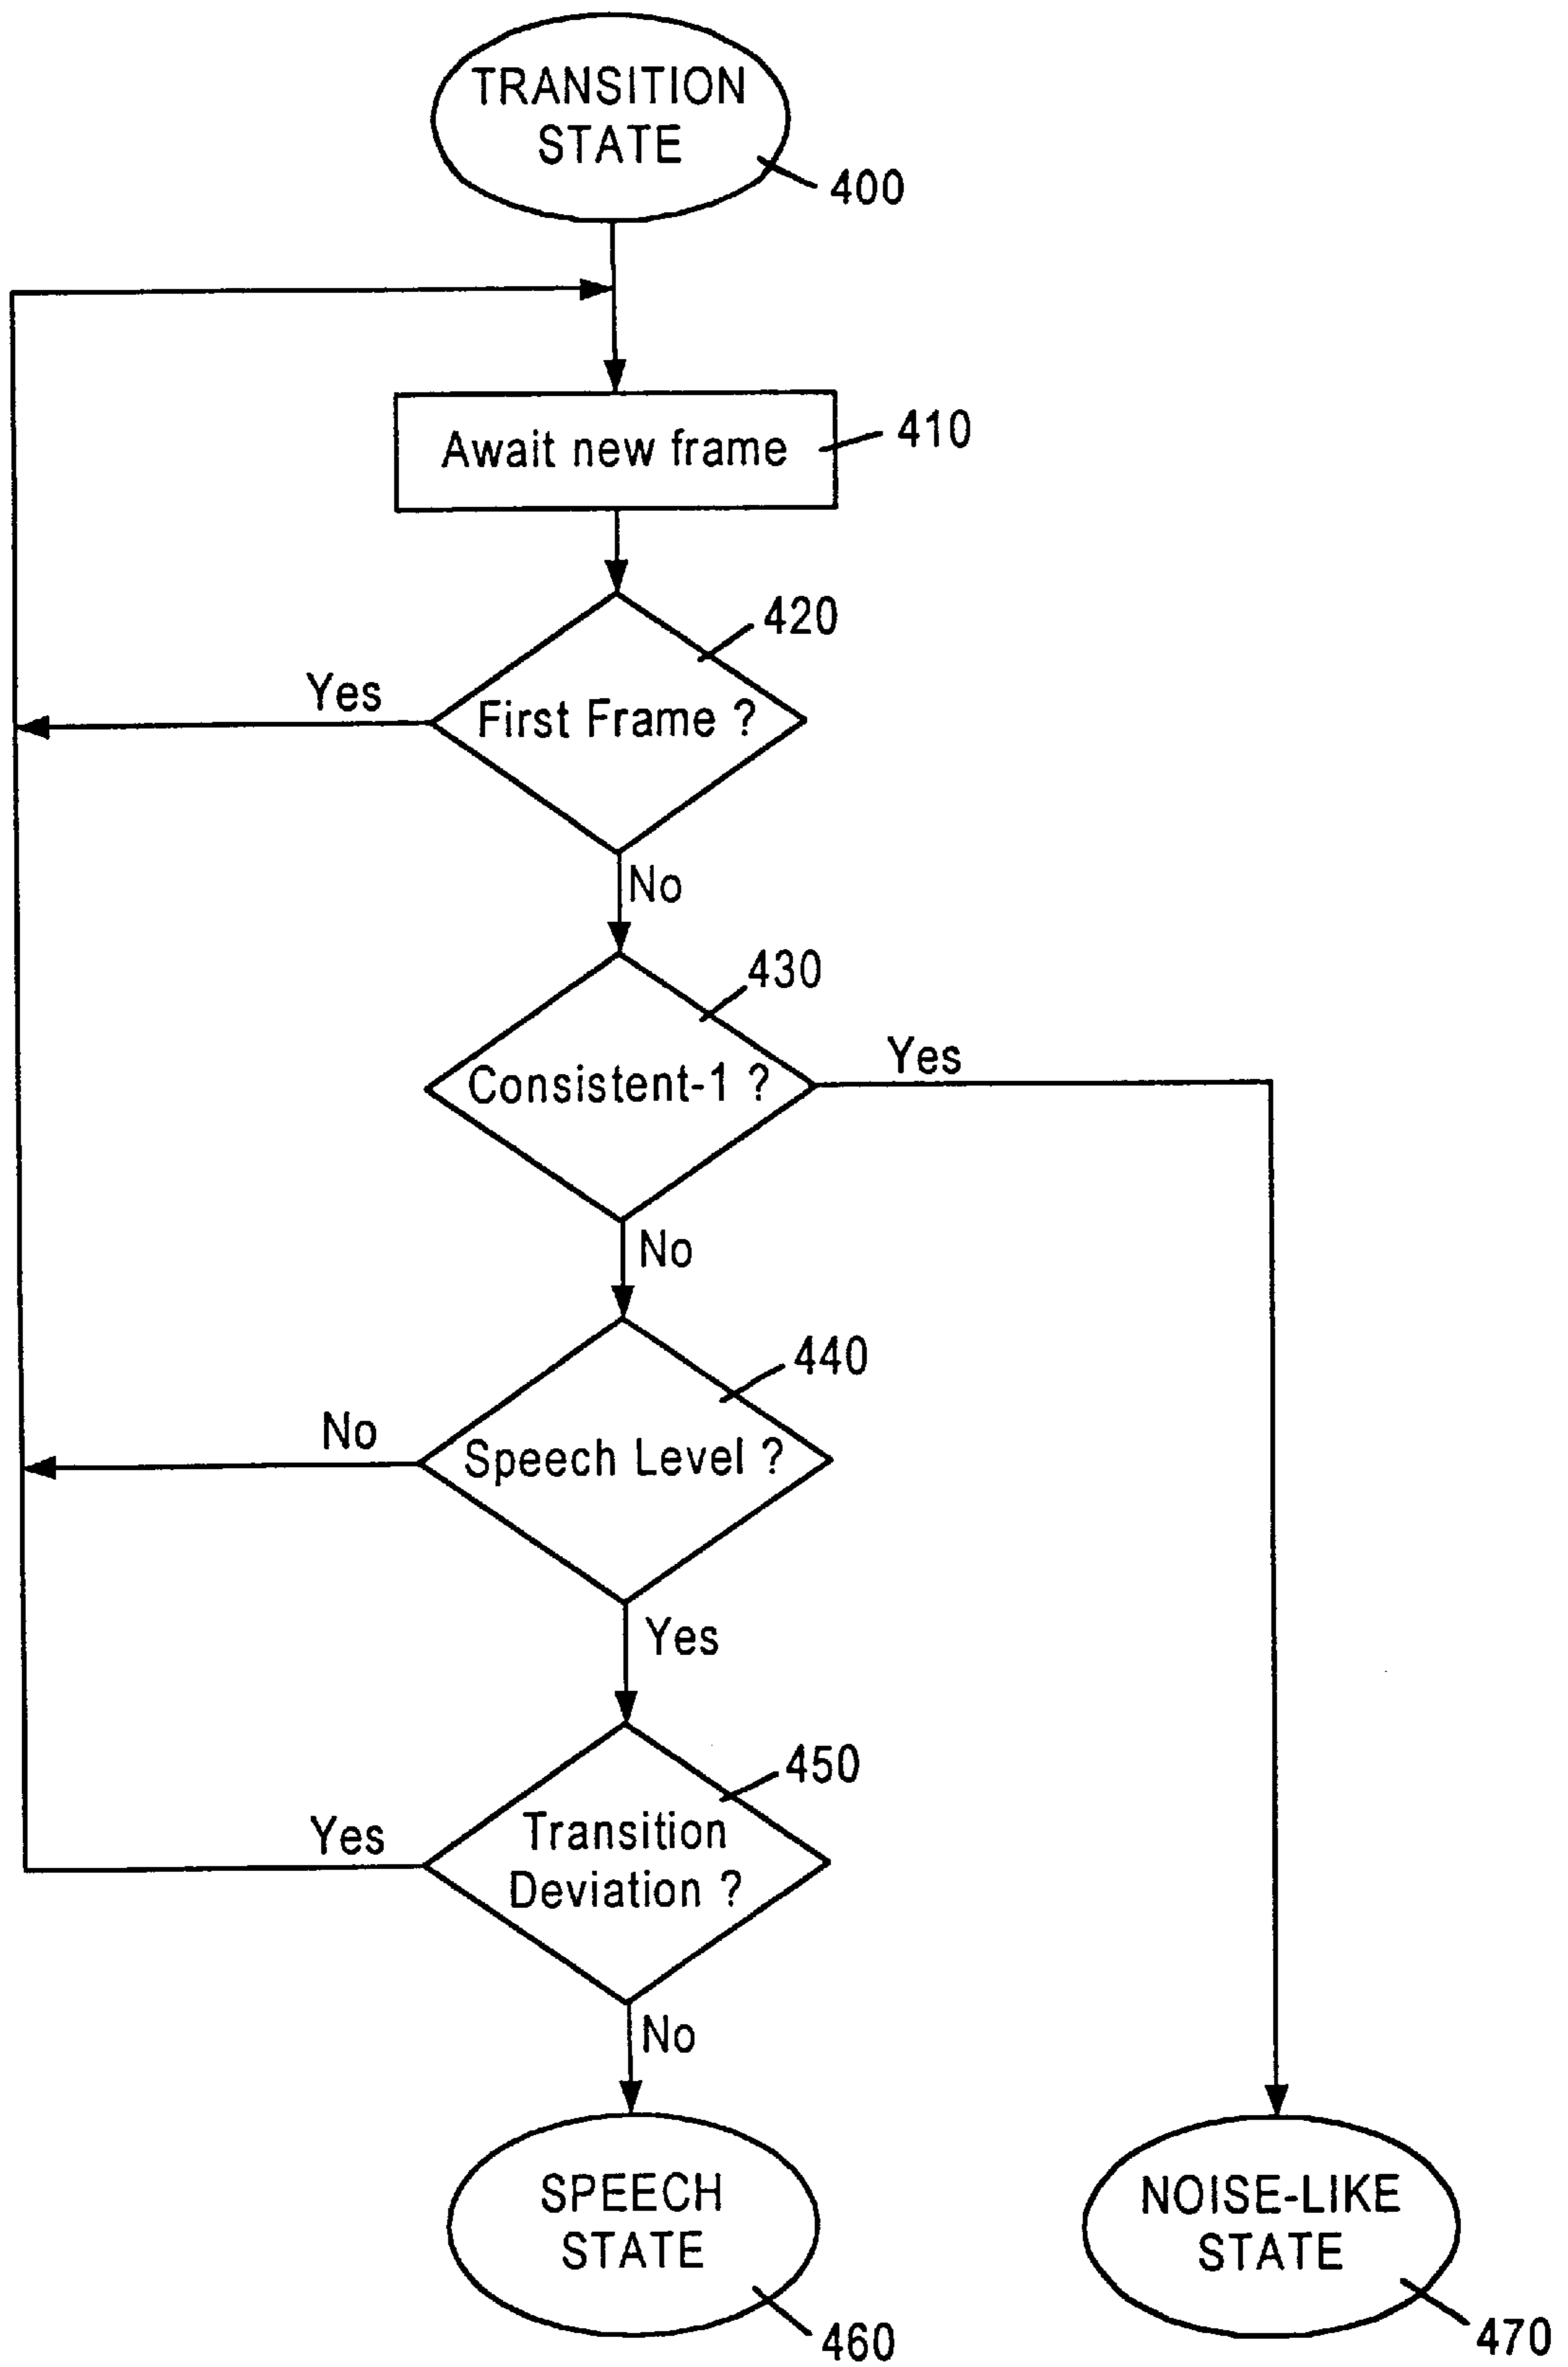 TRANSITION
STATE
400
Await new frame
410
420
Yes
First Frame ?
No
430
Yes
Consistent-1 ?
No
440
No
Speech Level ?
Yes
450
Yes
Transition
Deviation ?
No
SPEECH
STATE
460
NOISE-LIKE
STATE
470